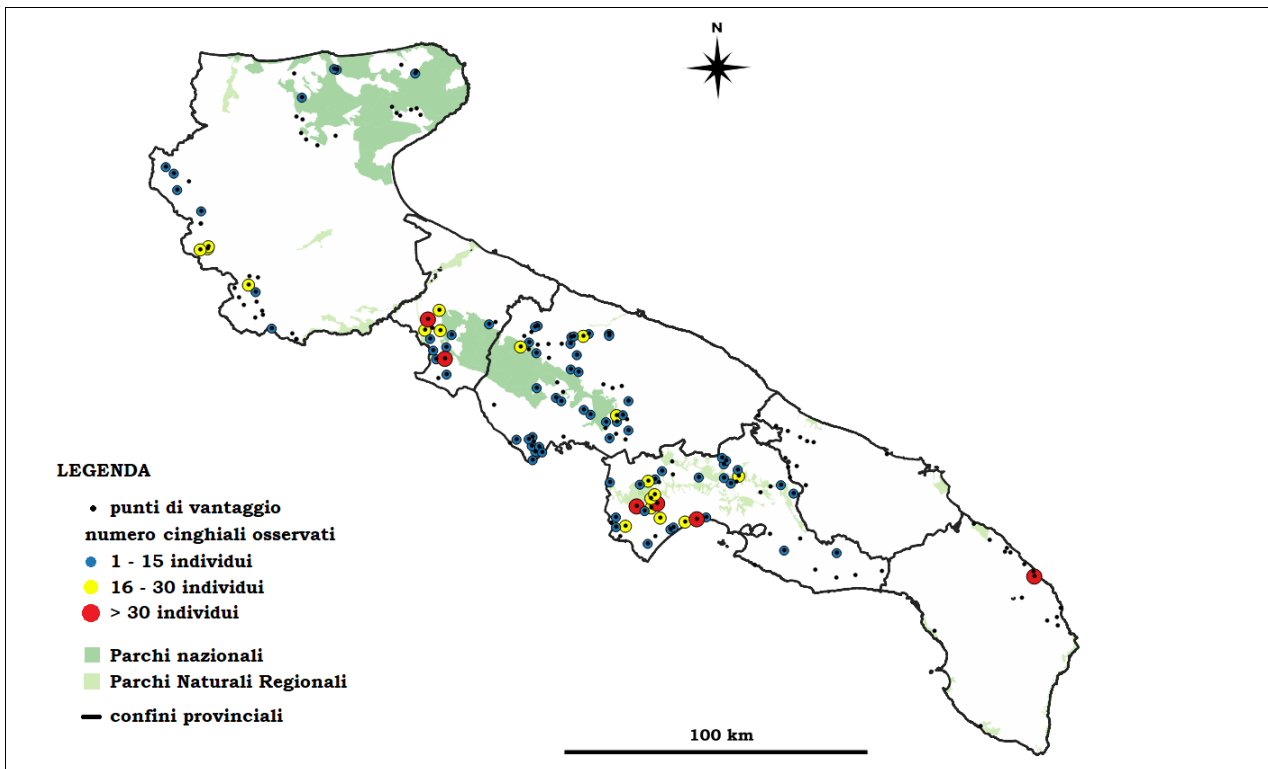 N
LEGENDA
punti di vantaggio
numero cinghiali osservati
1 - 15 individui
16 - 30 individui
> 30 individui
Parchi nazionali
Parchi Naturali Regionali
confini provinciali
100 km